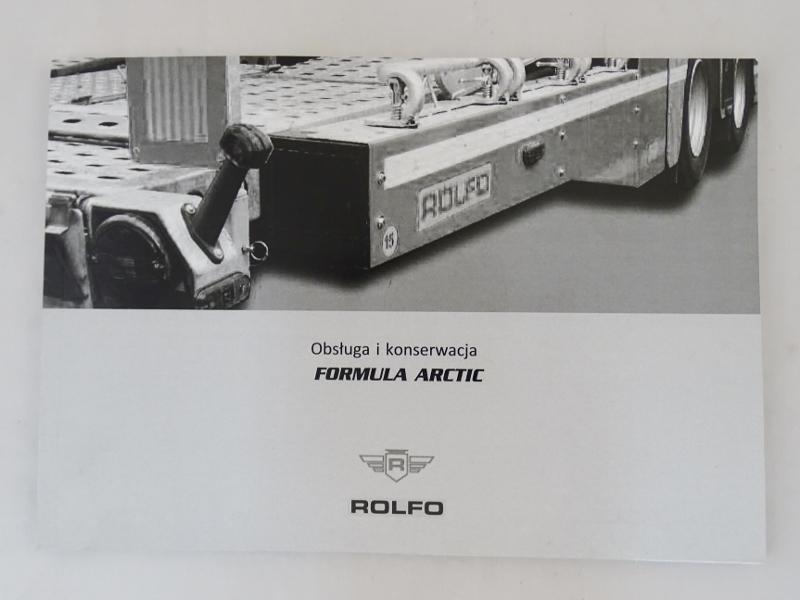 ROLFO
15
Obsługa i konserwacja
FORMULA ARCTIC
R
ROLFO